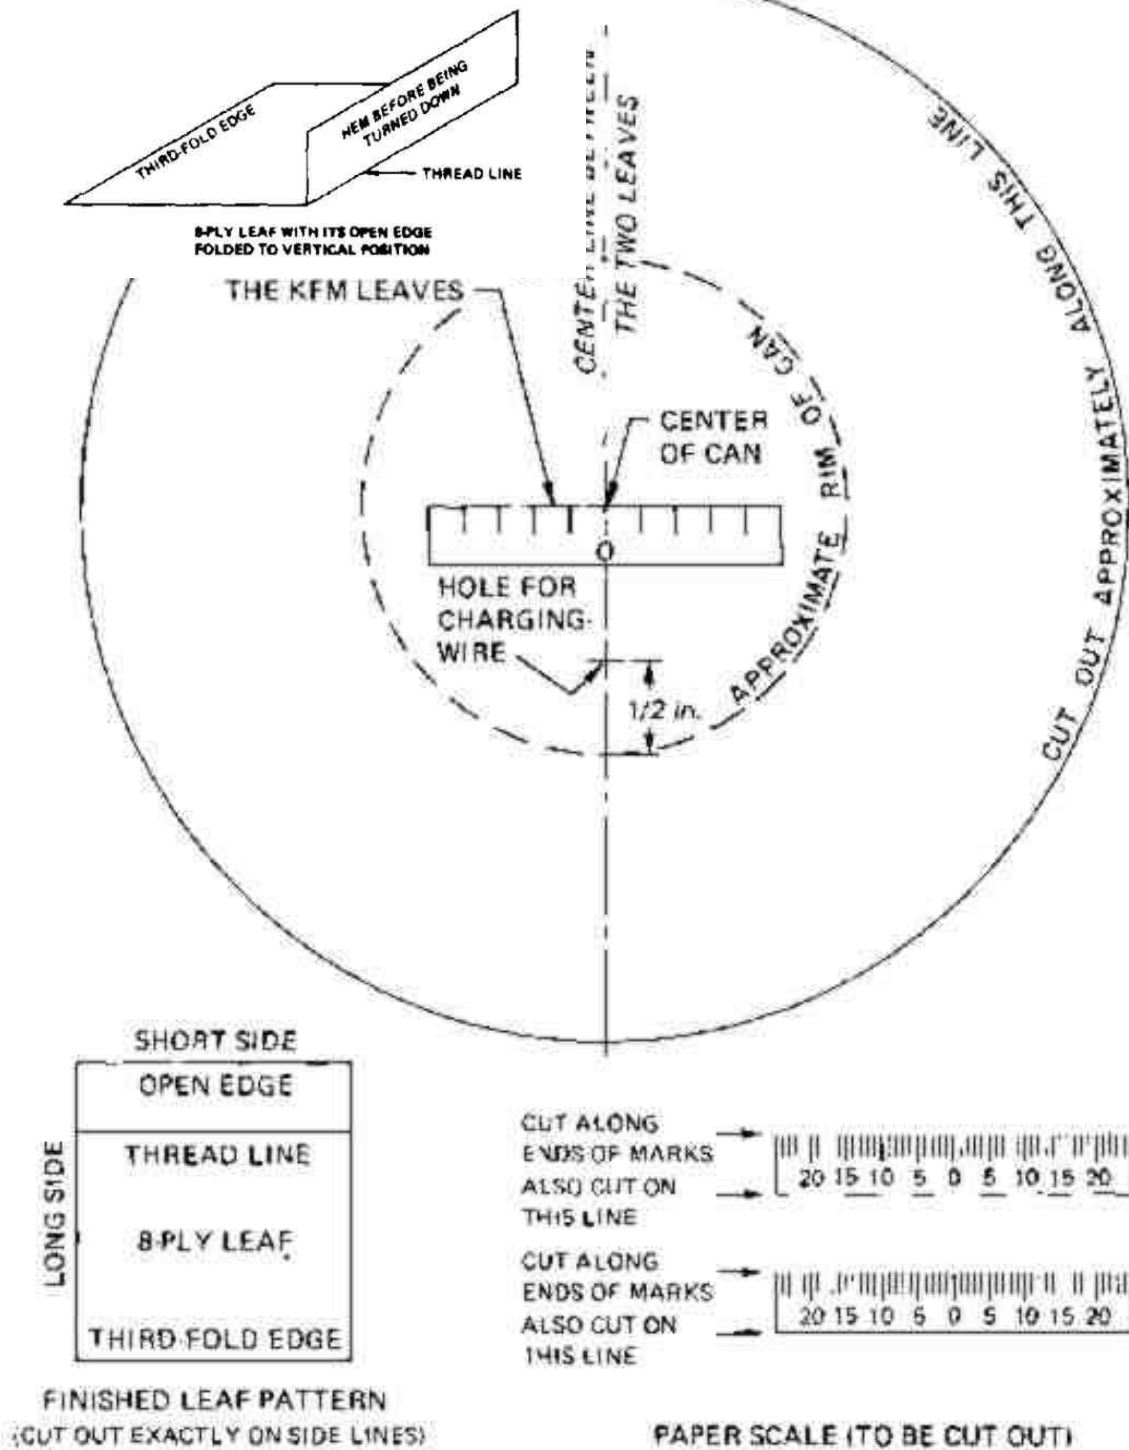 THIRD-FOLD EDGE
HEM BEFORE BEING
TURNED DOWN
THREAD LINE
8-PLY LEAF WITH ITS OPEN EDGE
FOLDED TO VERTICAL POSITION
THE KFM LEAVES
CENTER LINE BETWEEN
THE TWO LEAVES
CUT OUT APPROXIMATELY ALONG THIS LINE
APPROXIMATE RIM OF CAN
CENTER
OF CAN
0
HOLE FOR
CHARGING-
WIRE
1/2 in.
SHORT SIDE
OPEN EDGE
THREAD LINE
LONG SIDE
8-PLY LEAF
THIRD-FOLD EDGE
FINISHED LEAF PATTERN
(CUT OUT EXACTLY ON SIDE LINES)
CUT ALONG
ENDS OF MARKS
ALSO CUT ON
THIS LINE
20 15 10 5 0 5 10 15 20
CUT ALONG
ENDS OF MARKS
ALSO CUT ON
THIS LINE
20 15 10 5 0 5 10 15 20
PAPER SCALE (TO BE CUT OUT)